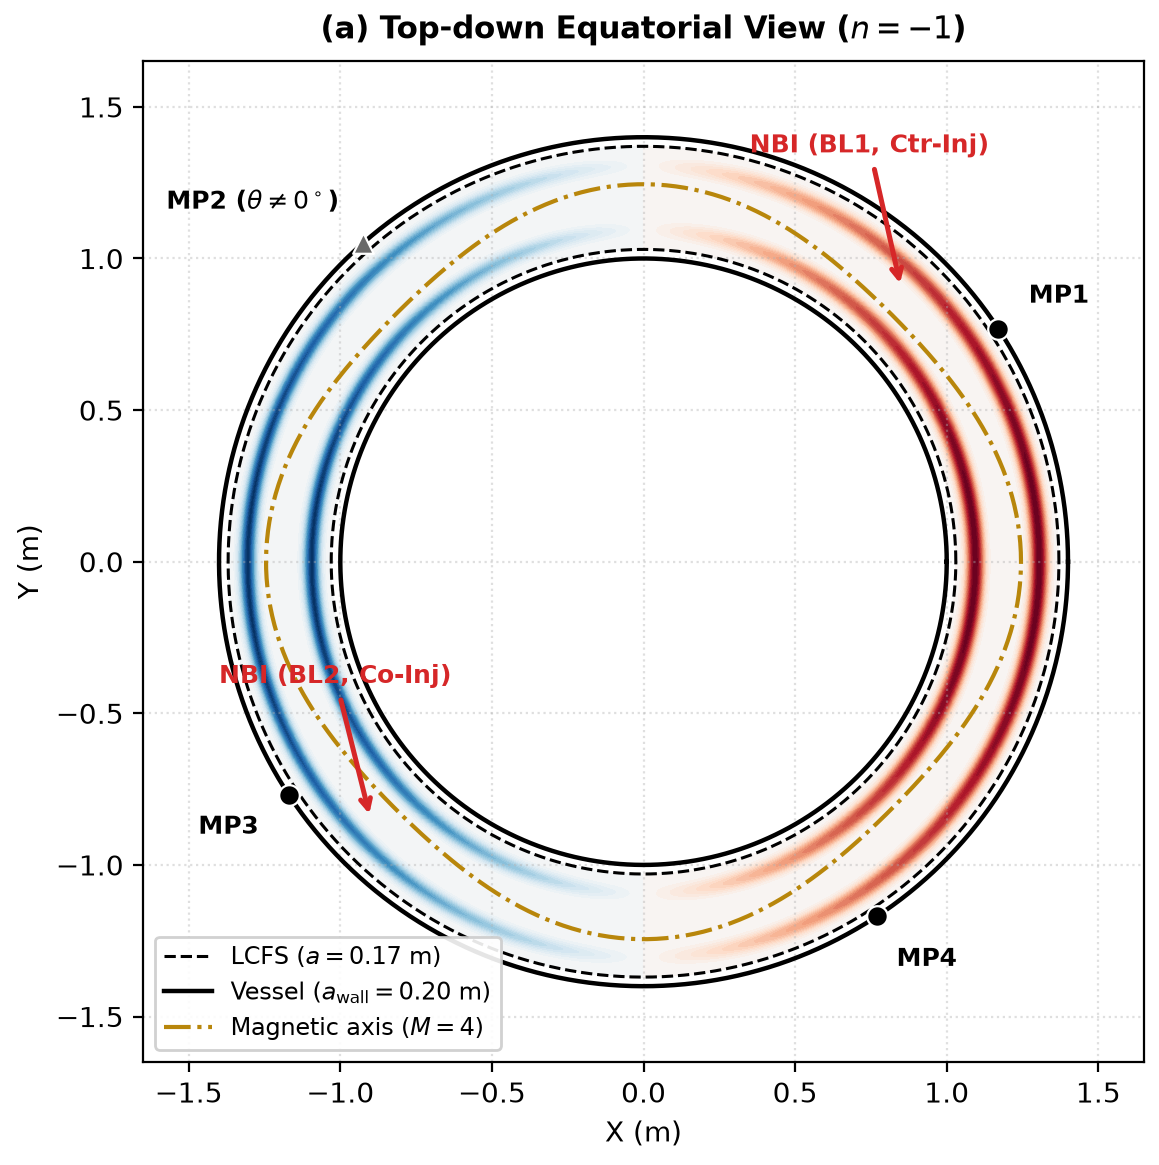 (a) Top-down Equatorial View (n = −1)
NBI (BL1, Ctr-Inj)
MP2 (θ ≠ 0°)
MP1
NBI (BL2, Co-Inj)
MP3
MP4
LCFS (a = 0.17 m)
Vessel (a_wall = 0.20 m)
Magnetic axis (M = 4)
Y (m)
1.5
1.0
0.5
0.0
−0.5
−1.0
−1.5
−1.5 −1.0 −0.5 0.0 0.5 1.0 1.5
X (m)